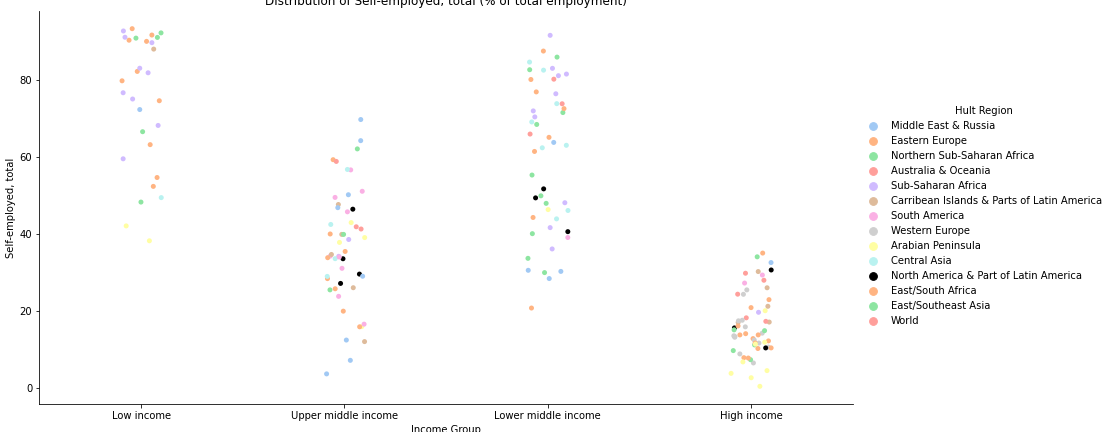 Distribution of Self-employed, total (% of total employment)
80
60
40
20
0
Self-employed, total
Low income
Upper middle income
Lower middle income
High income
Income Group
Hult Region
Middle East & Russia
Eastern Europe
Northern Sub-Saharan Africa
Australia & Oceania
Sub-Saharan Africa
Carribean Islands & Parts of Latin America
South America
Western Europe
Arabian Peninsula
Central Asia
North America & Part of Latin America
East/South Africa
East/Southeast Asia
World